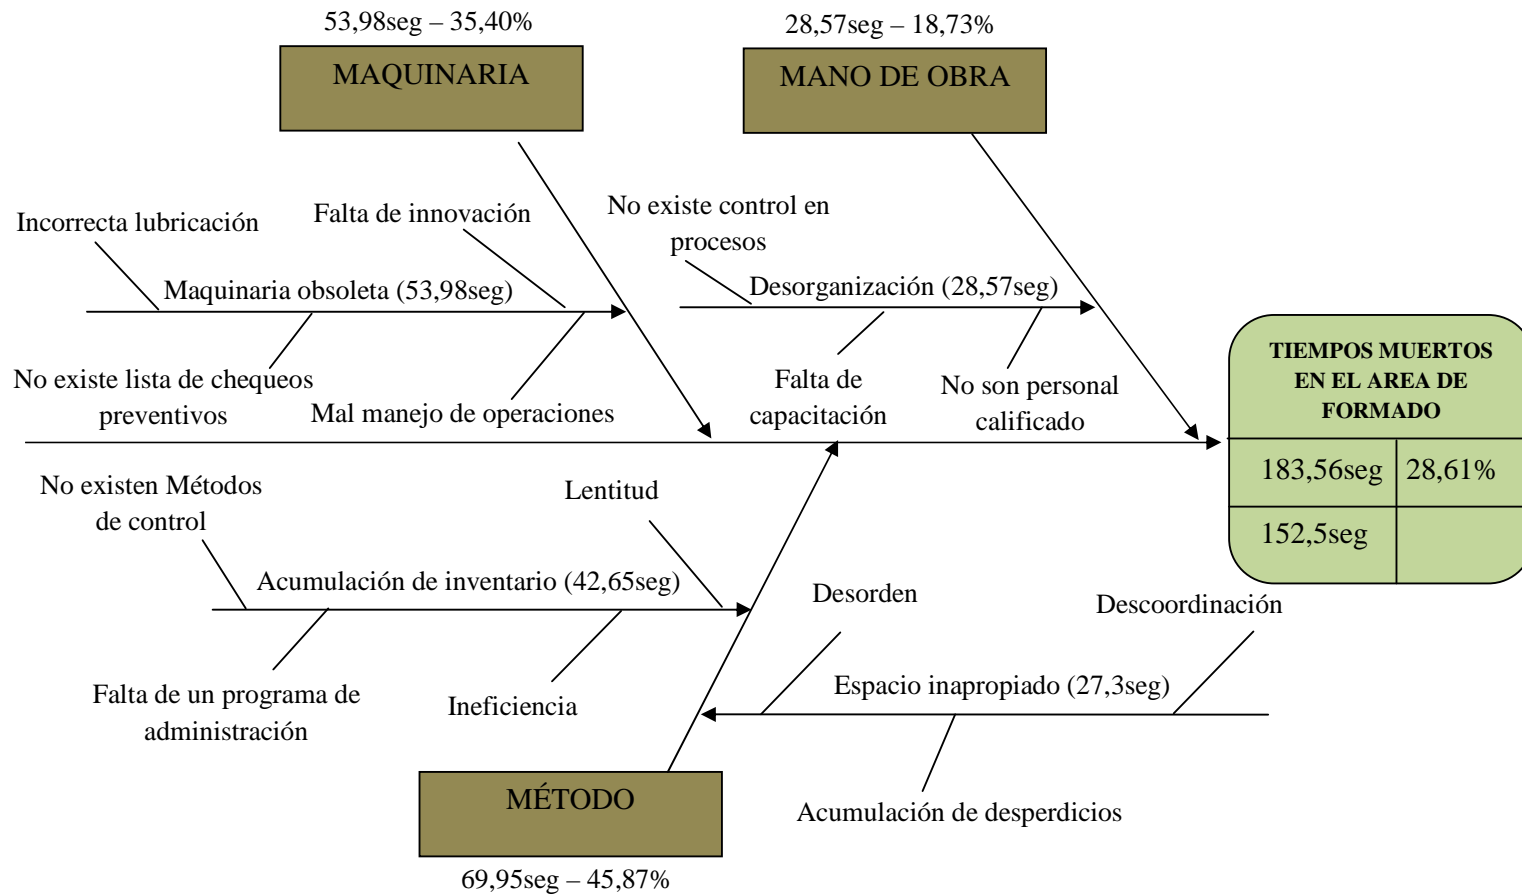 53,98seg – 35,40%
28,57seg – 18,73%
MAQUINARIA
MANO DE OBRA
Incorrecta lubricación
Falta de innovación
No existe control en
procesos
Maquinaria obsoleta (53,98seg)
Desorganización (28,57seg)
No existe lista de chequeos
preventivos
Mal manejo de operaciones
Falta de
capacitación
No son personal
calificado
TIEMPOS MUERTOS
EN EL AREA DE
FORMADO
183,56seg 28,61%
152,5seg
No existen Métodos
de control
Lentitud
Acumulación de inventario (42,65seg)
Desorden
Descoordinación
Falta de un programa de
administración
Ineficiencia
Espacio inapropiado (27,3seg)
Acumulación de desperdicios
MÉTODO
69,95seg – 45,87%